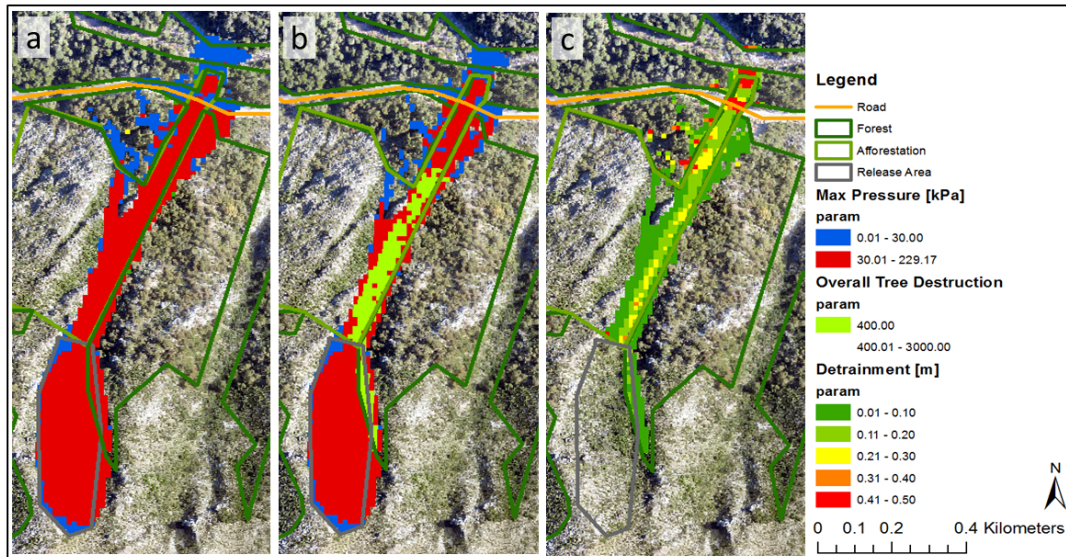 a
b
c
Legend
Road
Forest
Afforestation
Release Area
Max Pressure [kPa]
param
0.01 - 30.00
30.01 - 229.17
Overall Tree Destruction
param
400.00
400.01 - 3000.00
Detrainment [m]
param
0.01 - 0.10
0.11 - 0.20
0.21 - 0.30
0.31 - 0.40
0.41 - 0.50
N
0 0.1 0.2 0.4 Kilometers